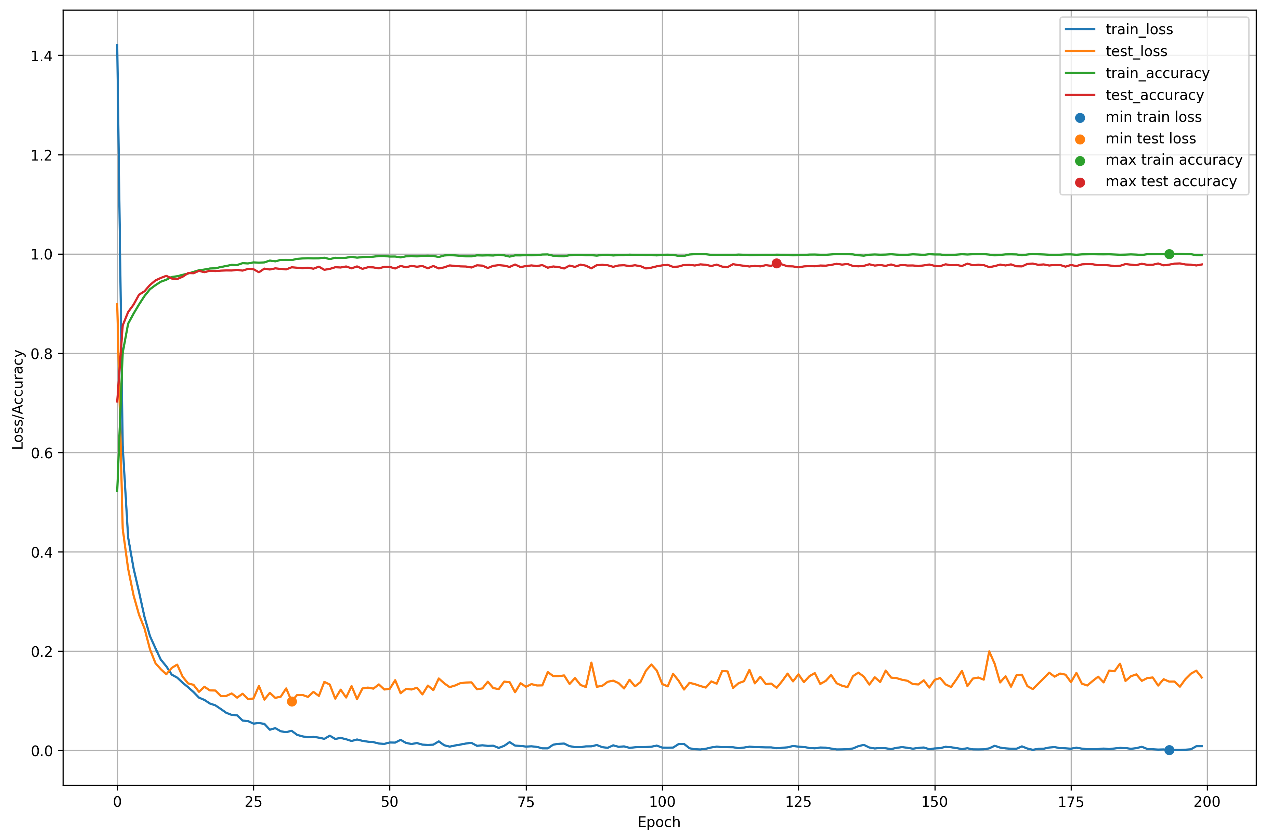 train_loss
test_loss
train_accuracy
test_accuracy
min train loss
min test loss
max train accuracy
max test accuracy
1.4
1.2
1.0
0.8
0.6
0.4
0.2
0.0
Loss/Accuracy
0 25 50 75 100 125 150 175 200
Epoch